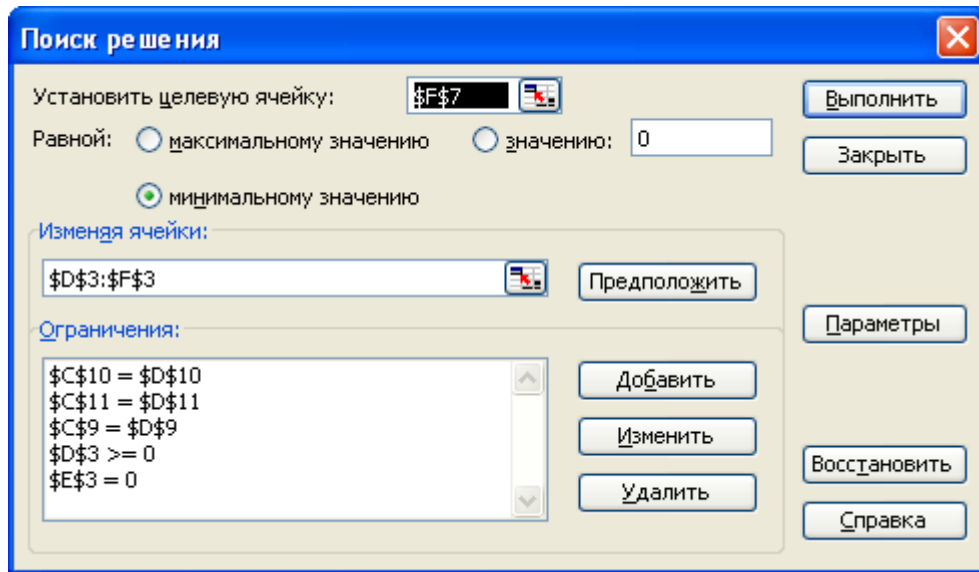 Поиск решения
Установить целевую ячейку: $F$7 Выполнить
Равной: максимальному значению значению: 0 Закрыть
минимальному значению
Изменяя ячейки:
$D$3:$F$3 Предположить
Ограничения: Параметры
$C$10 = $D$10 Добавить
$C$11 = $D$11
$C$9 = $D$9 Изменить
$D$3 >= 0 Восстановить
$E$3 = 0 Удалить
Справка